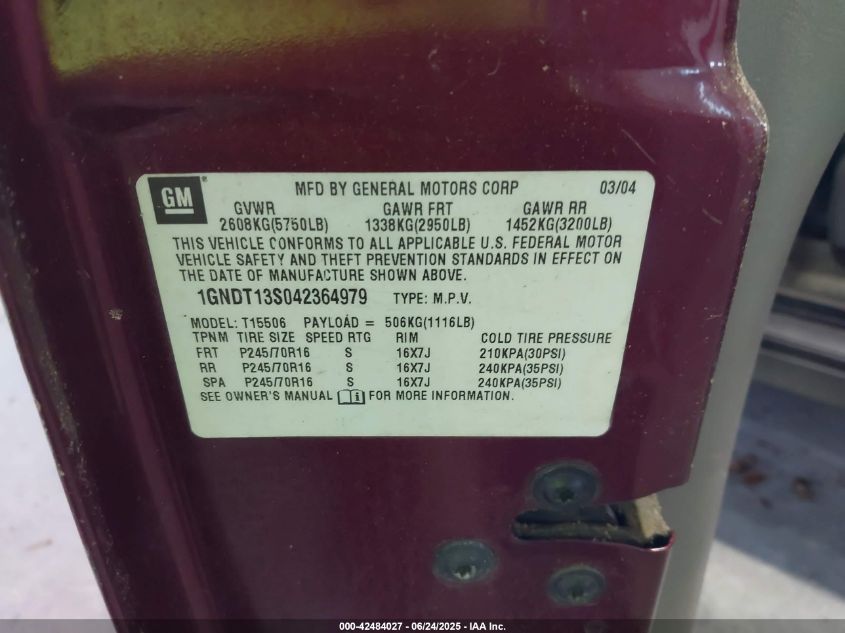 GM
MFD BY GENERAL MOTORS CORP 03/04
GVWR GAWR FRT GAWR RR
2608KG(5750LB) 1338KG(2950LB) 1452KG(3200LB)
THIS VEHICLE CONFORMS TO ALL APPLICABLE U.S. FEDERAL MOTOR
VEHICLE SAFETY AND THEFT PREVENTION STANDARDS IN EFFECT ON
THE DATE OF MANUFACTURE SHOWN ABOVE.
1GNDT13S042364979 TYPE: M.P.V.
MODEL: T15506 PAYLOAD = 506KG(1116LB)
TPNM TIRE SIZE SPEED RTG RIM COLD TIRE PRESSURE
FRT P245/70R16 S 16X7J 210KPA(30PSI)
RR P245/70R16 S 16X7J 240KPA(35PSI)
SPA P245/70R16 S 16X7J 240KPA(35PSI)
SEE OWNER'S MANUAL i FOR MORE INFORMATION.
000-42484027 - 06/24/2025 - IAA Inc.